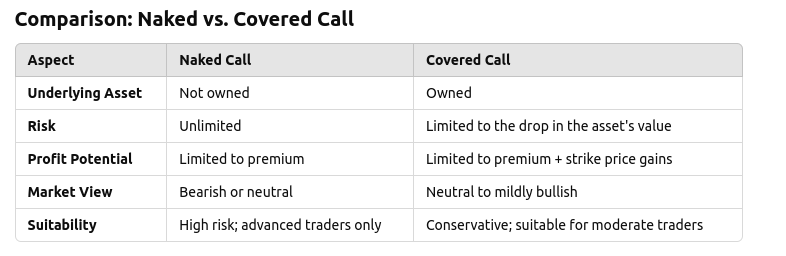 Comparison: Naked vs. Covered Call
Aspect Naked Call Covered Call
Underlying Asset Not owned Owned
Risk Unlimited Limited to the drop in the asset's value
Profit Potential Limited to premium Limited to premium + strike price gains
Market View Bearish or neutral Neutral to mildly bullish
Suitability High risk; advanced traders only Conservative; suitable for moderate traders